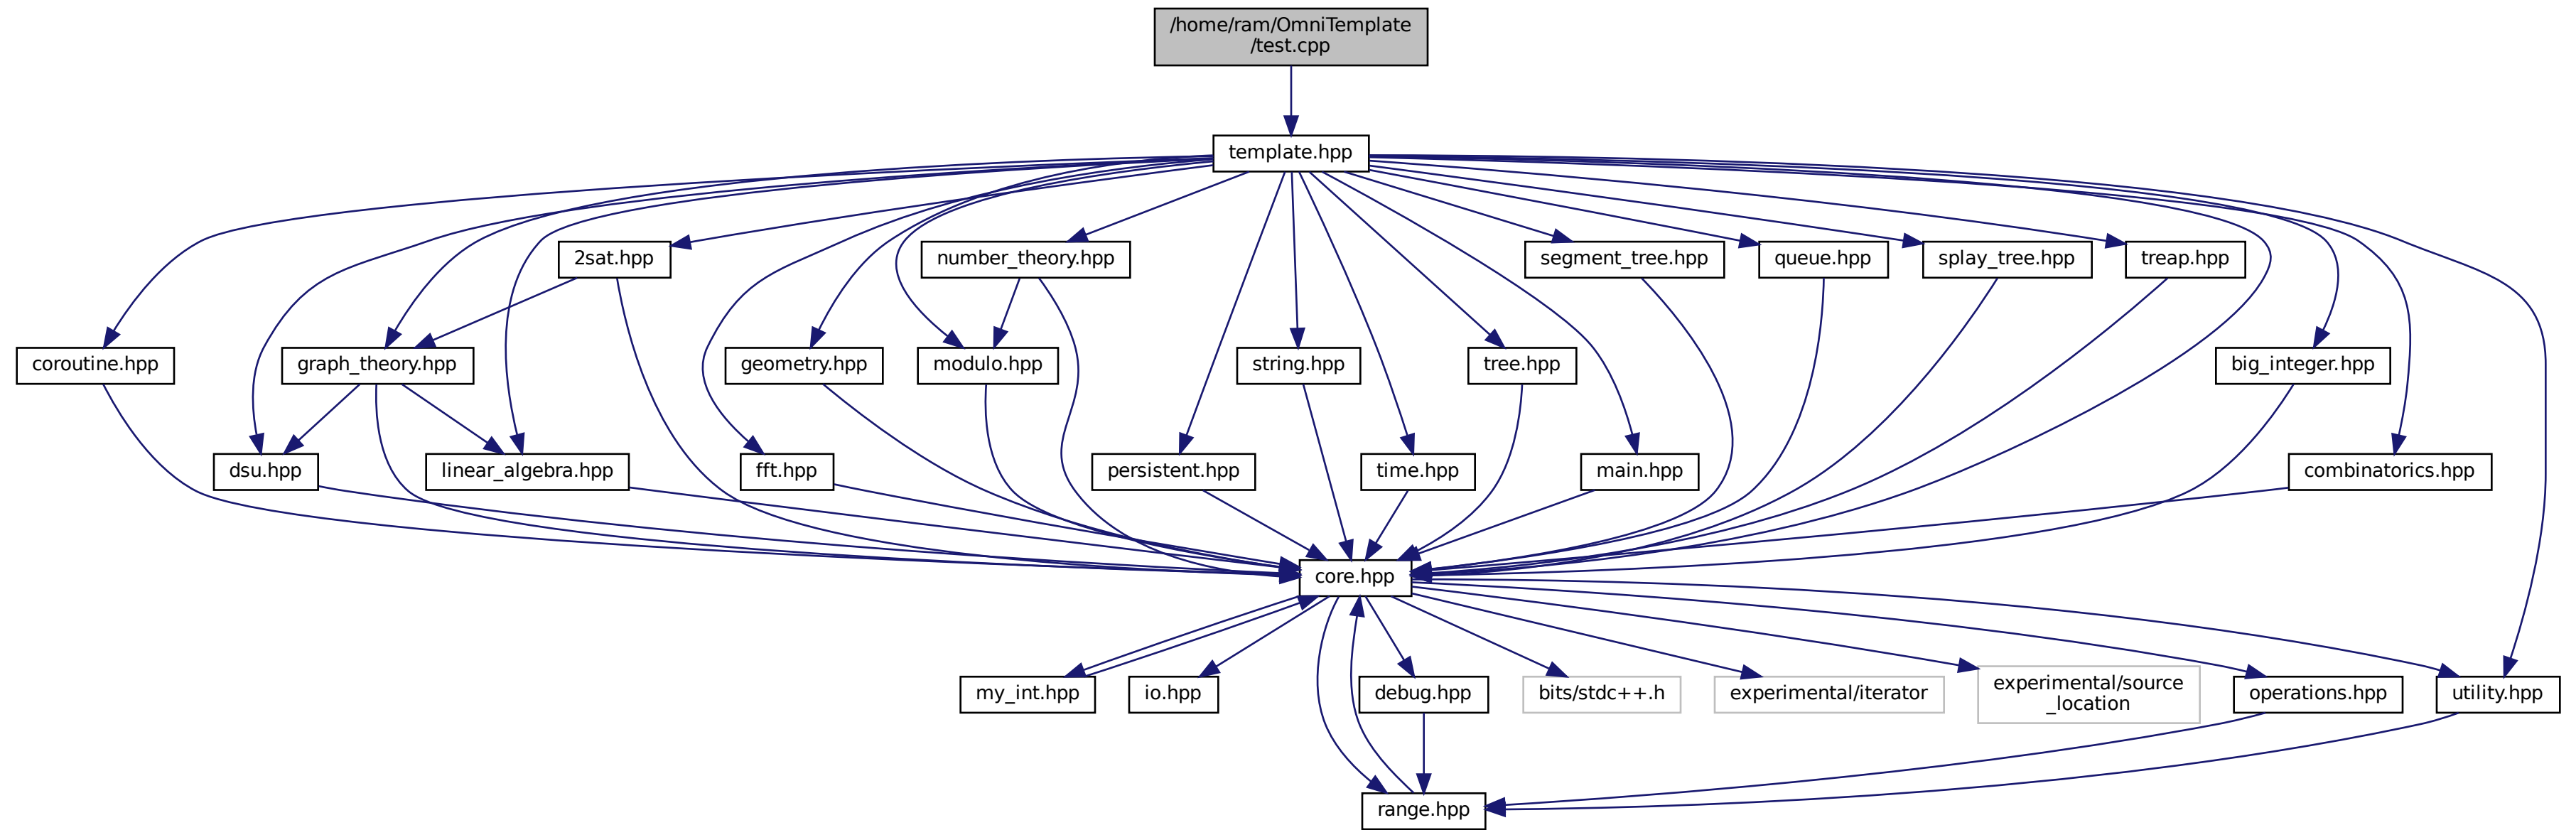 /home/ram/OmniTemplate
/test.cpp
template.hpp
2sat.hpp
number_theory.hpp
segment_tree.hpp
queue.hpp
splay_tree.hpp
treap.hpp
coroutine.hpp
graph_theory.hpp
geometry.hpp
modulo.hpp
string.hpp
tree.hpp
big_integer.hpp
dsu.hpp
linear_algebra.hpp
fft.hpp
persistent.hpp
time.hpp
main.hpp
combinatorics.hpp
core.hpp
my_int.hpp
io.hpp
debug.hpp
bits/stdc++.h
experimental/iterator
experimental/source
_location
operations.hpp
utility.hpp
range.hpp